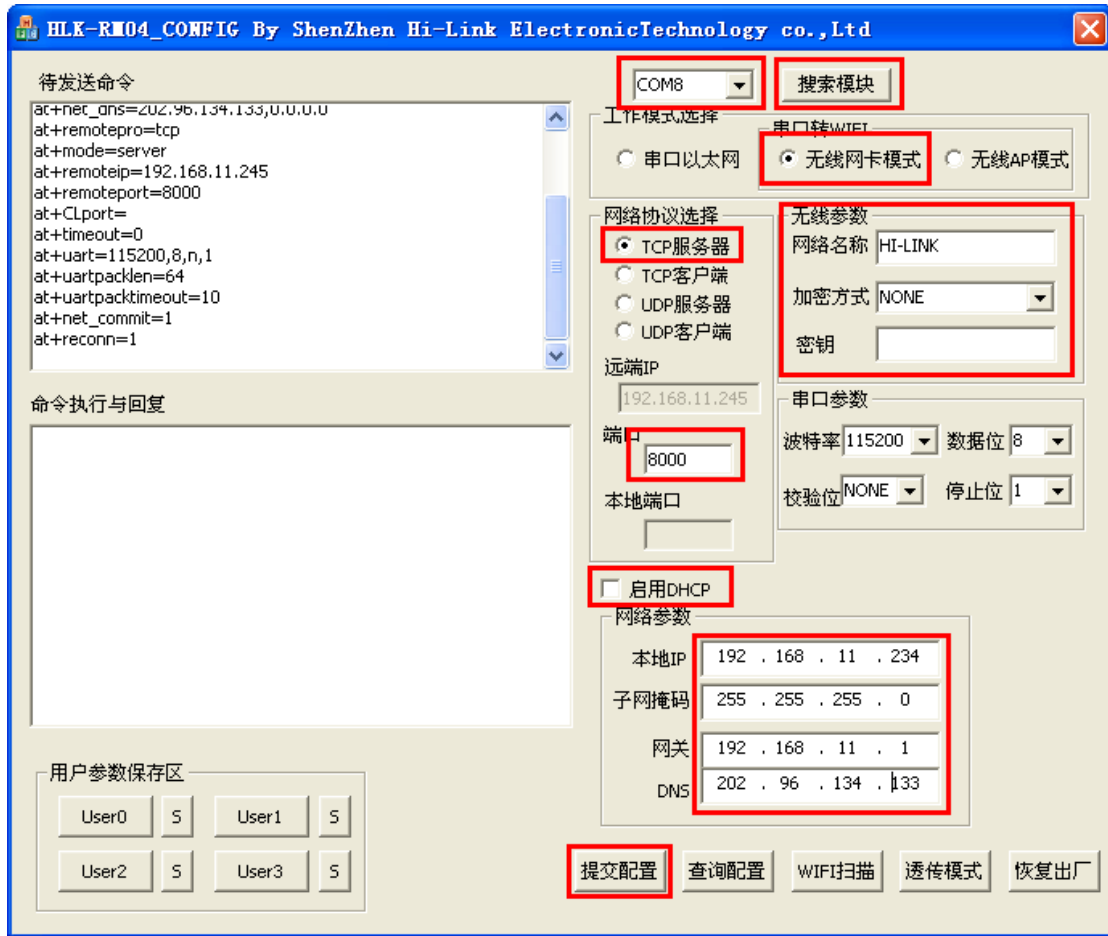 HLK-RM04_CONFIG By ShenZhen Hi-Link ElectronicTechnology co.,Ltd
待发送命令
at+net_dns=202.96.134.133,0.0.0.0
at+remotepro=tcp
at+mode=server
at+remoteip=192.168.11.245
at+remoteport=8000
at+CLport=
at+timeout=0
at+uart=115200,8,n,1
at+uartpacklen=64
at+uartpacktimeout=10
at+net_commit=1
at+reconn=1
命令执行与回复
用户参数保存区
User0 S User1 S
User2 S User3 S
COM8 搜索模块
工作模式选择
串口转WIFI
串口以太网 无线网卡模式 无线AP模式
网络协议选择
TCP服务器
TCP客户端
UDP服务器
UDP客户端
远端IP
192.168.11.245
端口
8000
本地端口
无线参数
网络名称 HI-LINK
加密方式 NONE
密钥
串口参数
波特率 115200 数据位 8
校验位 NONE 停止位 1
启用DHCP
网络参数
本地IP 192 . 168 . 11 . 234
子网掩码 255 . 255 . 255 . 0
网关 192 . 168 . 11 . 1
DNS 202 . 96 . 134 . 133
提交配置 查询配置 WIFI扫描 透传模式 恢复出厂